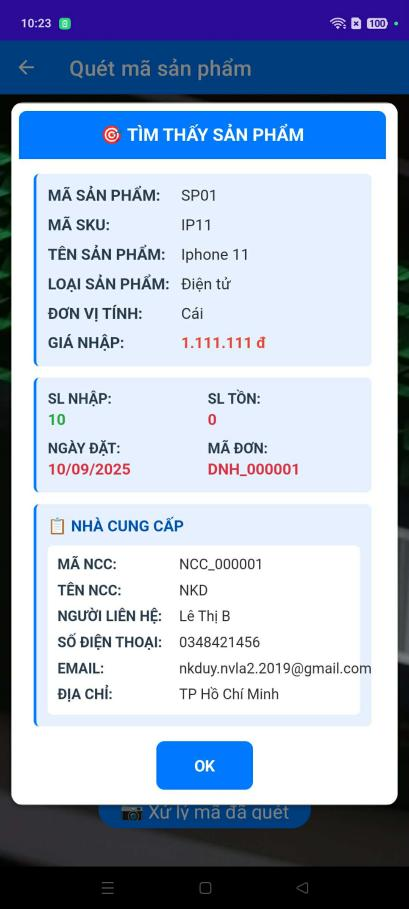 10:23
100
Quét mã sản phẩm
TÌM THẤY SẢN PHẨM
MÃ SẢN PHẨM: SP01
MÃ SKU: IP11
TÊN SẢN PHẨM: Iphone 11
LOẠI SẢN PHẨM: Điện tử
ĐƠN VỊ TÍNH: Cái
GIÁ NHẬP: 1.111.111 đ
SL NHẬP: SL TỒN:
10 0
NGÀY ĐẶT: MÃ ĐƠN:
10/09/2025 DNH_000001
NHÀ CUNG CẤP
MÃ NCC: NCC_000001
TÊN NCC: NKD
NGƯỜI LIÊN HỆ: Lê Thị B
SỐ ĐIỆN THOẠI: 0348421456
EMAIL: nkduy.nvla2.2019@gmail.com
ĐỊA CHỈ: TP Hồ Chí Minh
OK
Xử lý mã đã quét